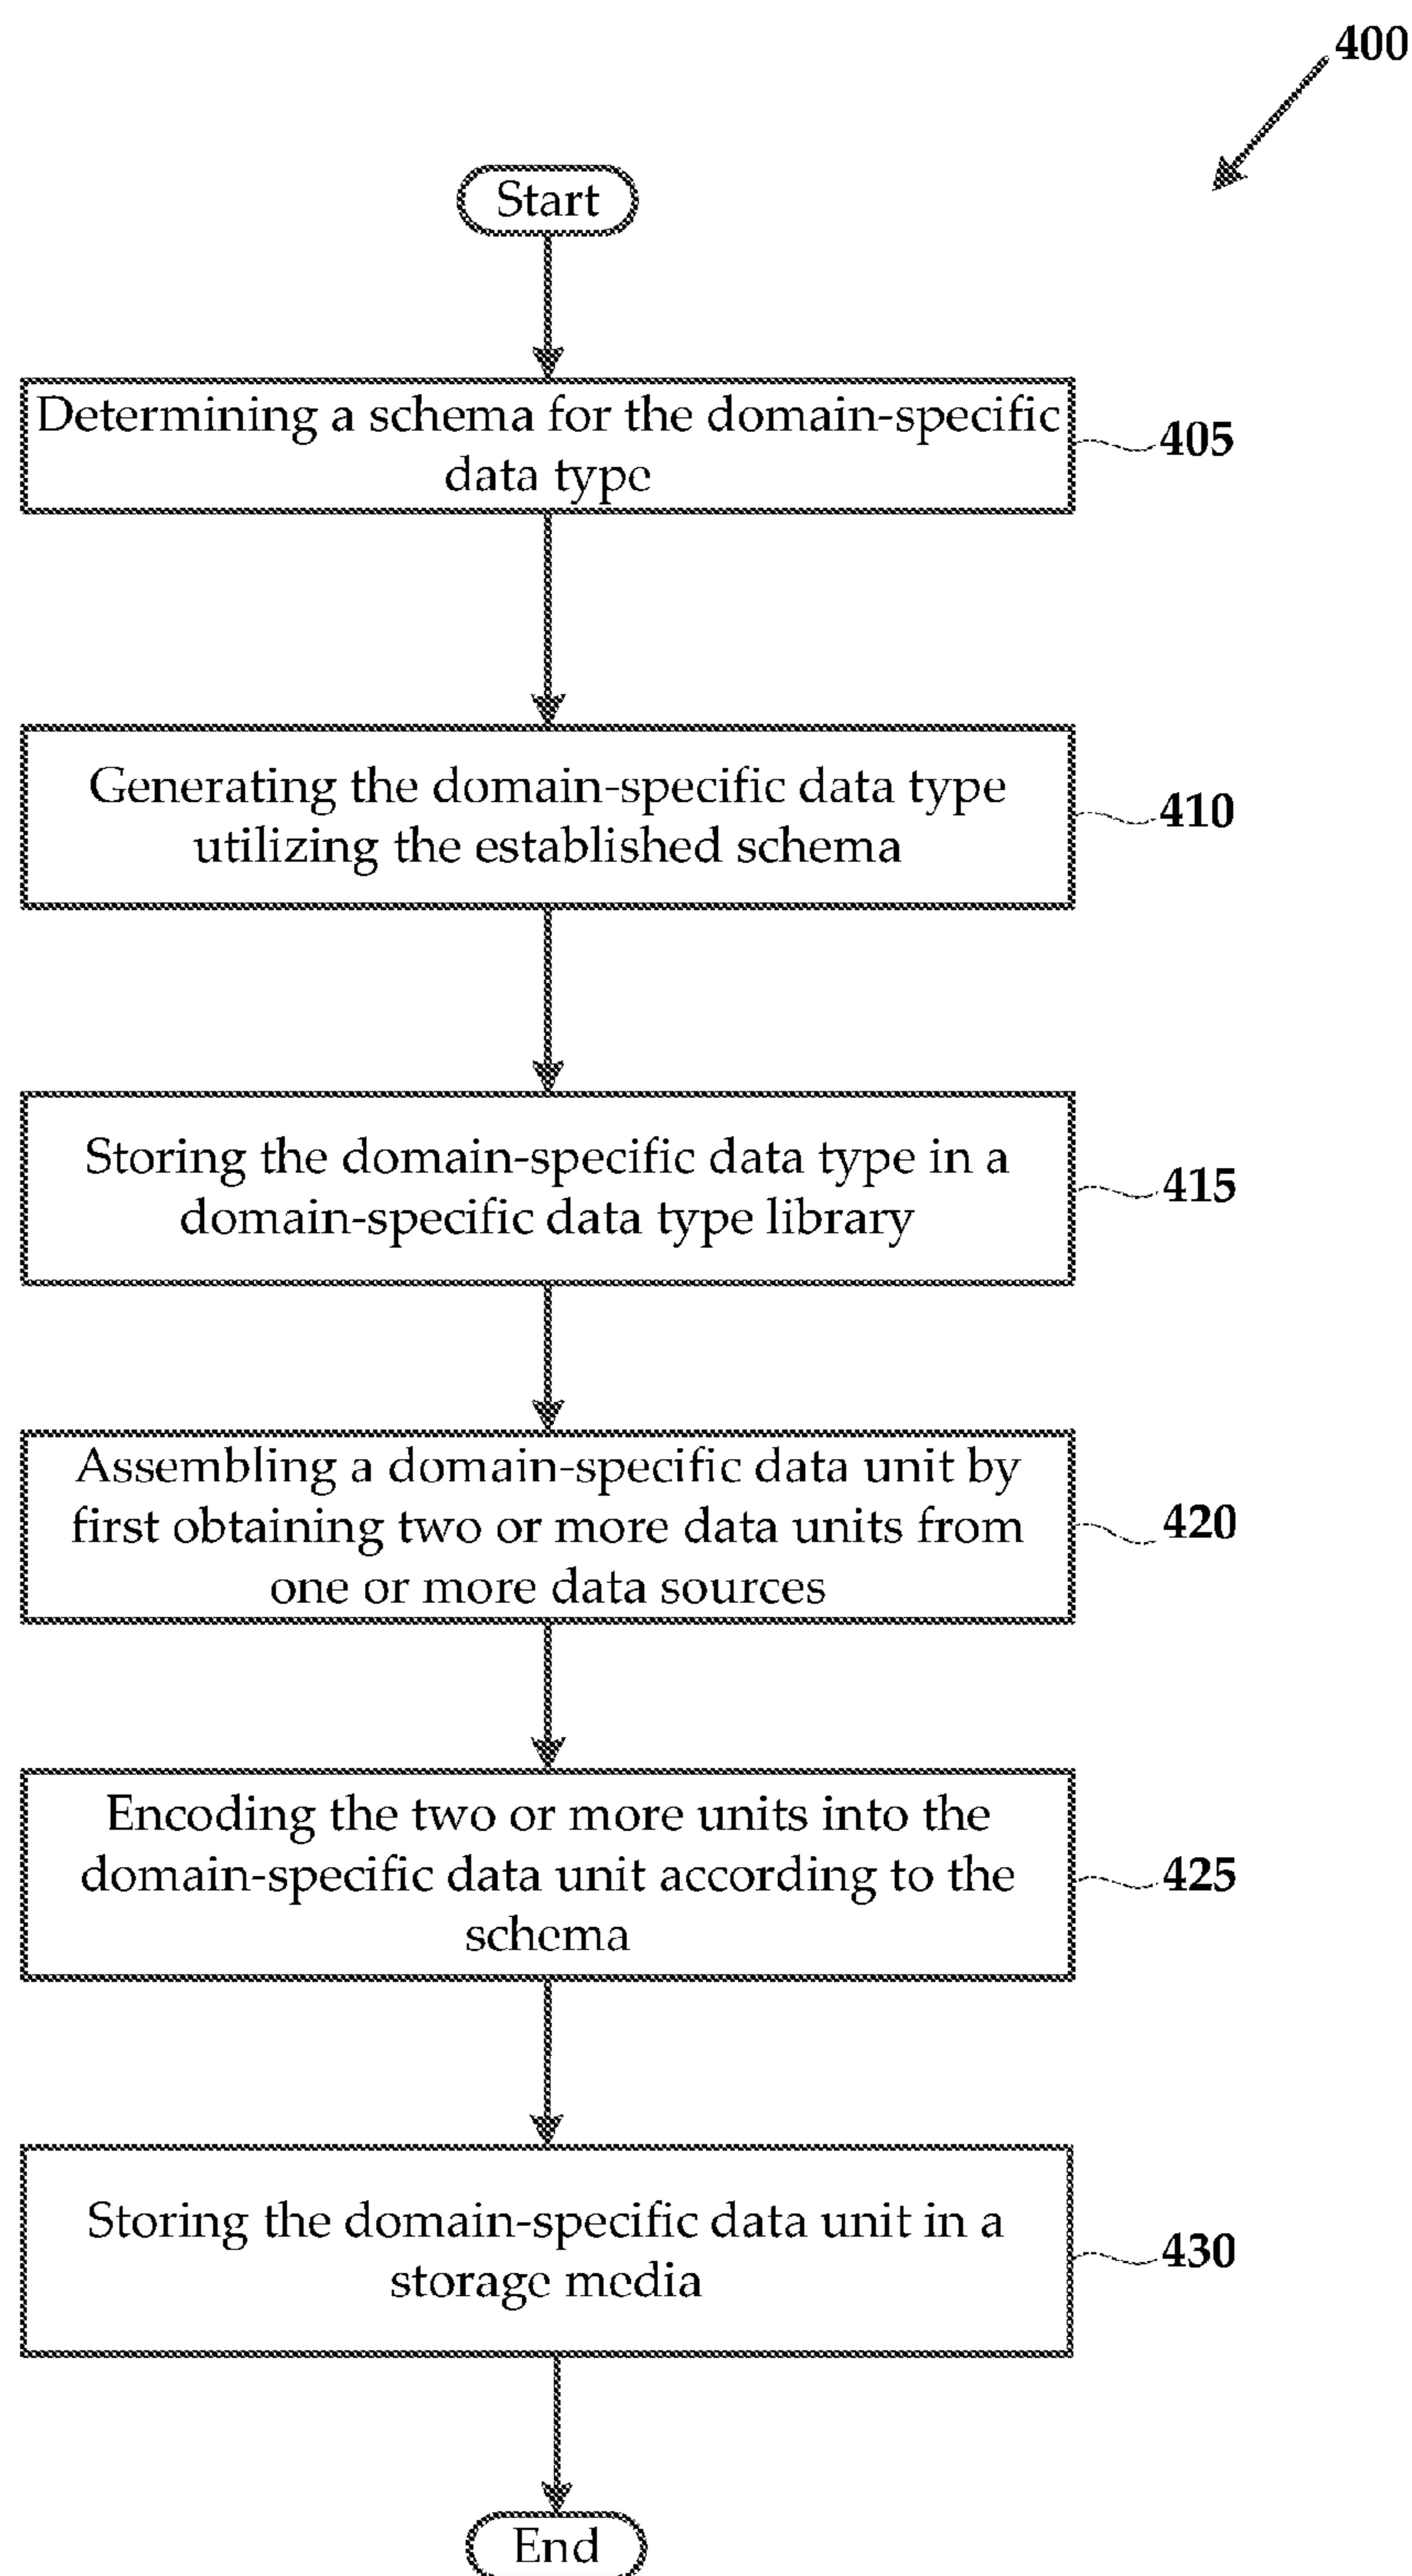 400
Start
Determining a schema for the domain-specific
data type
405
Generating the domain-specific data type
utilizing the established schema
410
Storing the domain-specific data type in a
domain-specific data type library
415
Assembling a domain-specific data unit by
first obtaining two or more data units from
one or more data sources
420
Encoding the two or more units into the
domain-specific data unit according to the
schema
425
Storing the domain-specific data unit in a
storage media
430
End